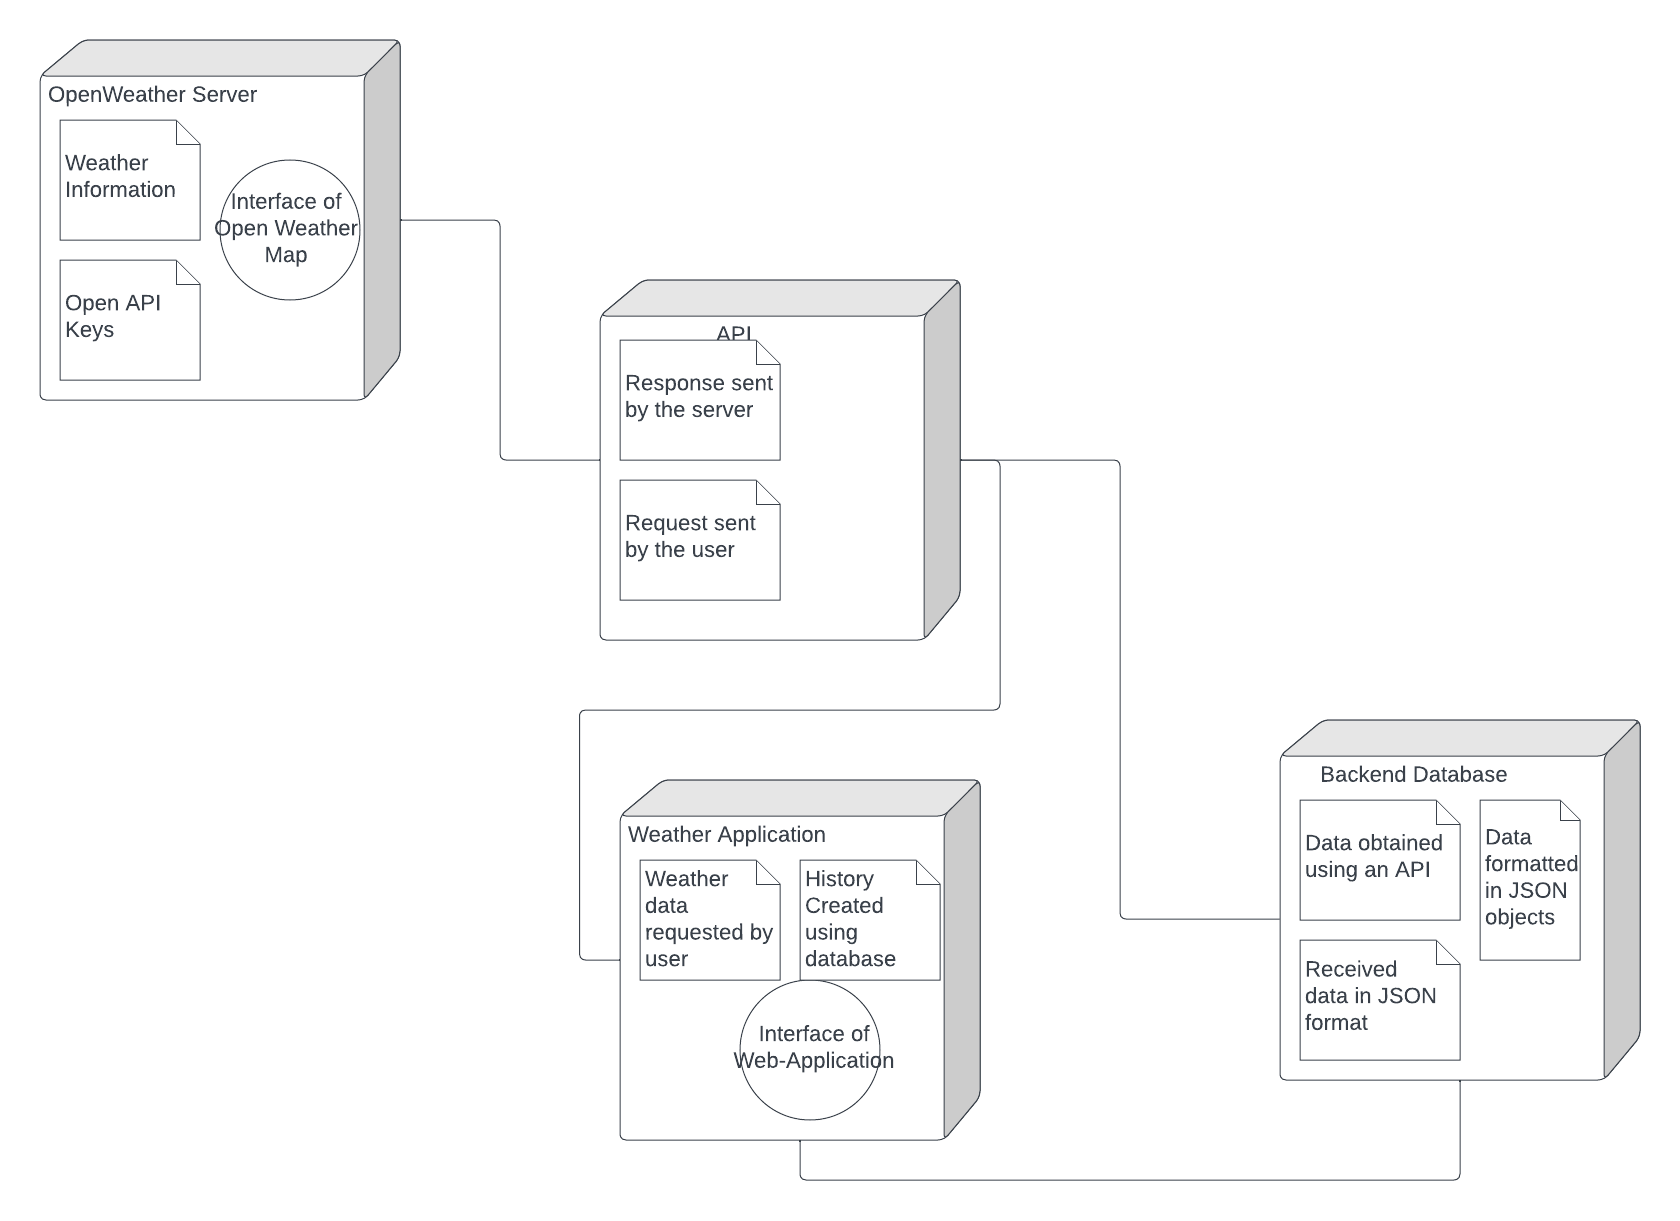 OpenWeather Server
Weather
Information
Interface of
Open Weather
Map
Open API
Keys
API
Response sent
by the server
Request sent
by the user
Weather Application
Weather
data
requested by
user
History
Created
using
database
Interface of
Web-Application
Backend Database
Data obtained
using an API
Data
formatted
in JSON
objects
Received
data in JSON
format